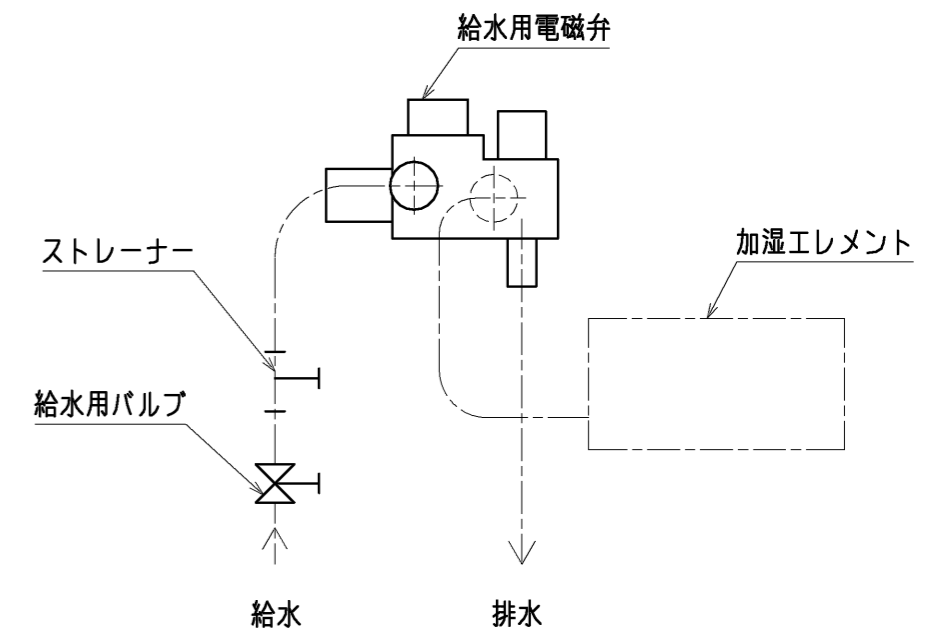 給水用電磁弁
ストレーナー
加湿エレメント
給水用バルブ
給水
排水